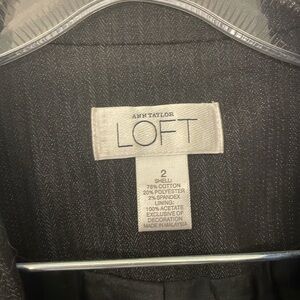 ANN TAYLOR
LOFT
2
SHELL:
78% COTTON
20% POLYESTER
2% SPANDEX
LINING:
100% ACETATE
EXCLUSIVE OF
DECORATION
MADE IN MALAYSIA